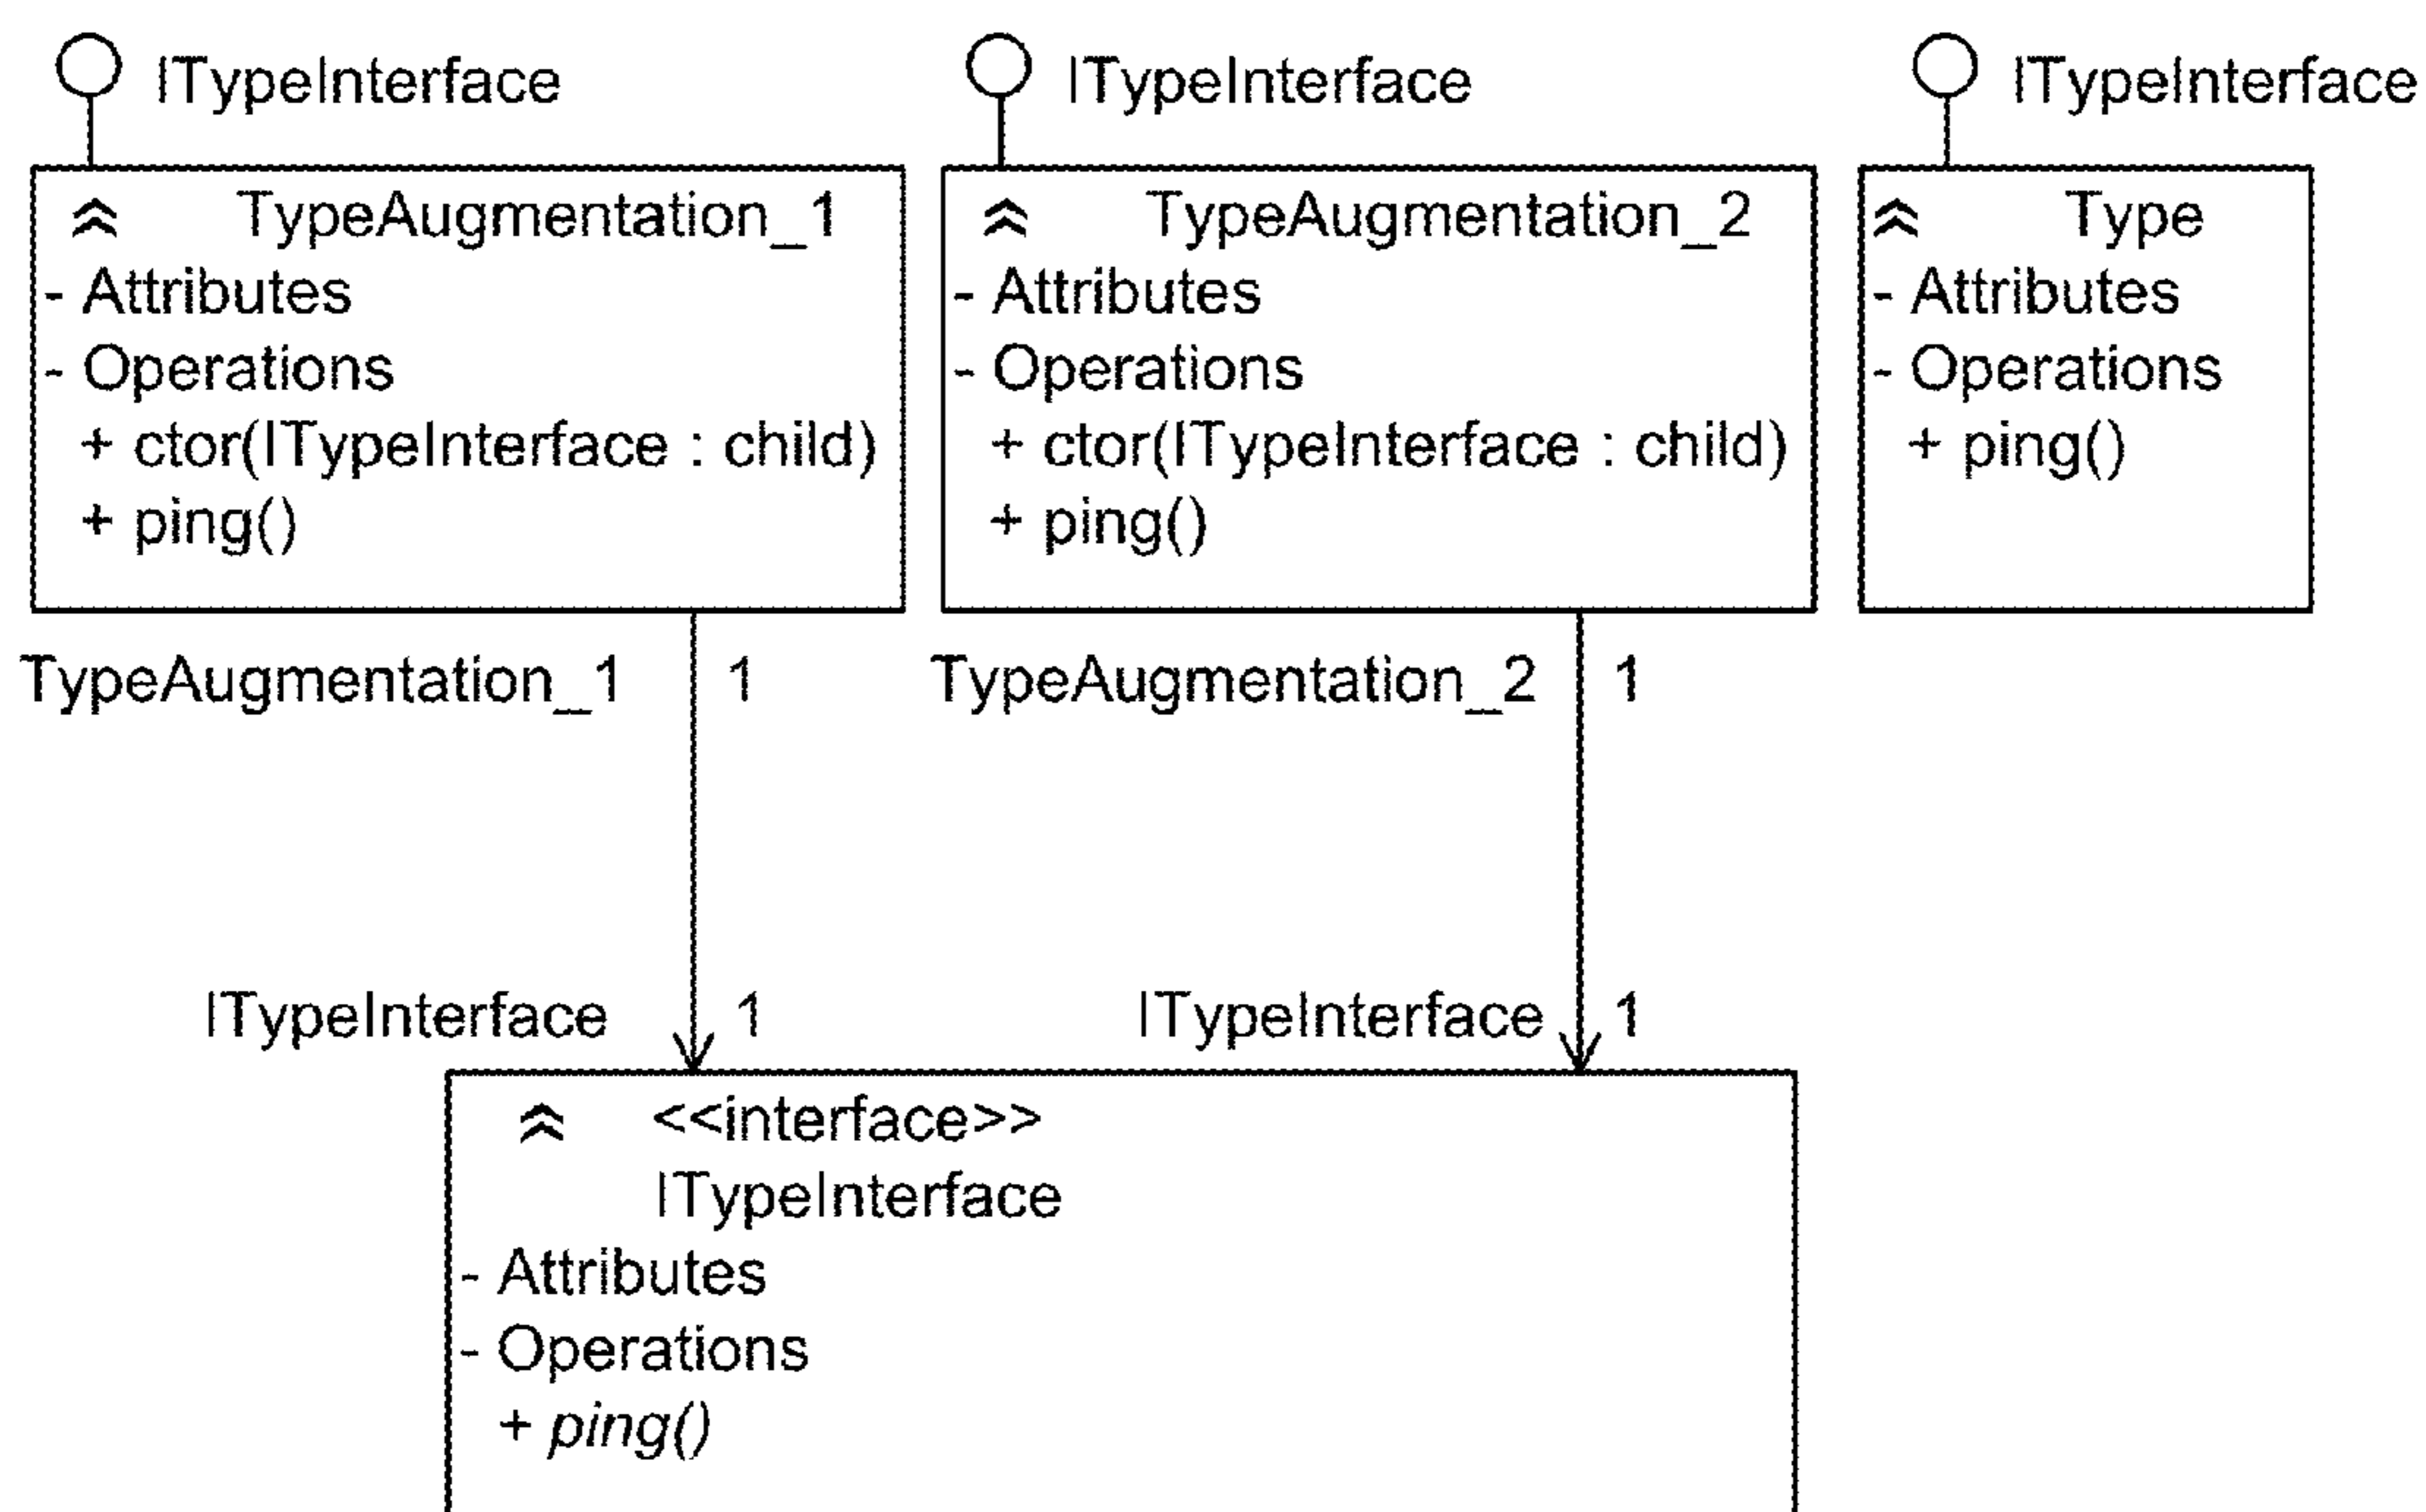 ITypeInterface
ITypeInterface
ITypeInterface
TypeAugmentation_1
- Attributes
- Operations
+ ctor(ITypeInterface : child)
+ ping()
TypeAugmentation_2
- Attributes
- Operations
+ ctor(ITypeInterface : child)
+ ping()
Type
- Attributes
- Operations
+ ping()
TypeAugmentation_1 1
TypeAugmentation_2 1
ITypeInterface 1
ITypeInterface 1
<<interface>>
ITypeInterface
- Attributes
- Operations
+ ping()